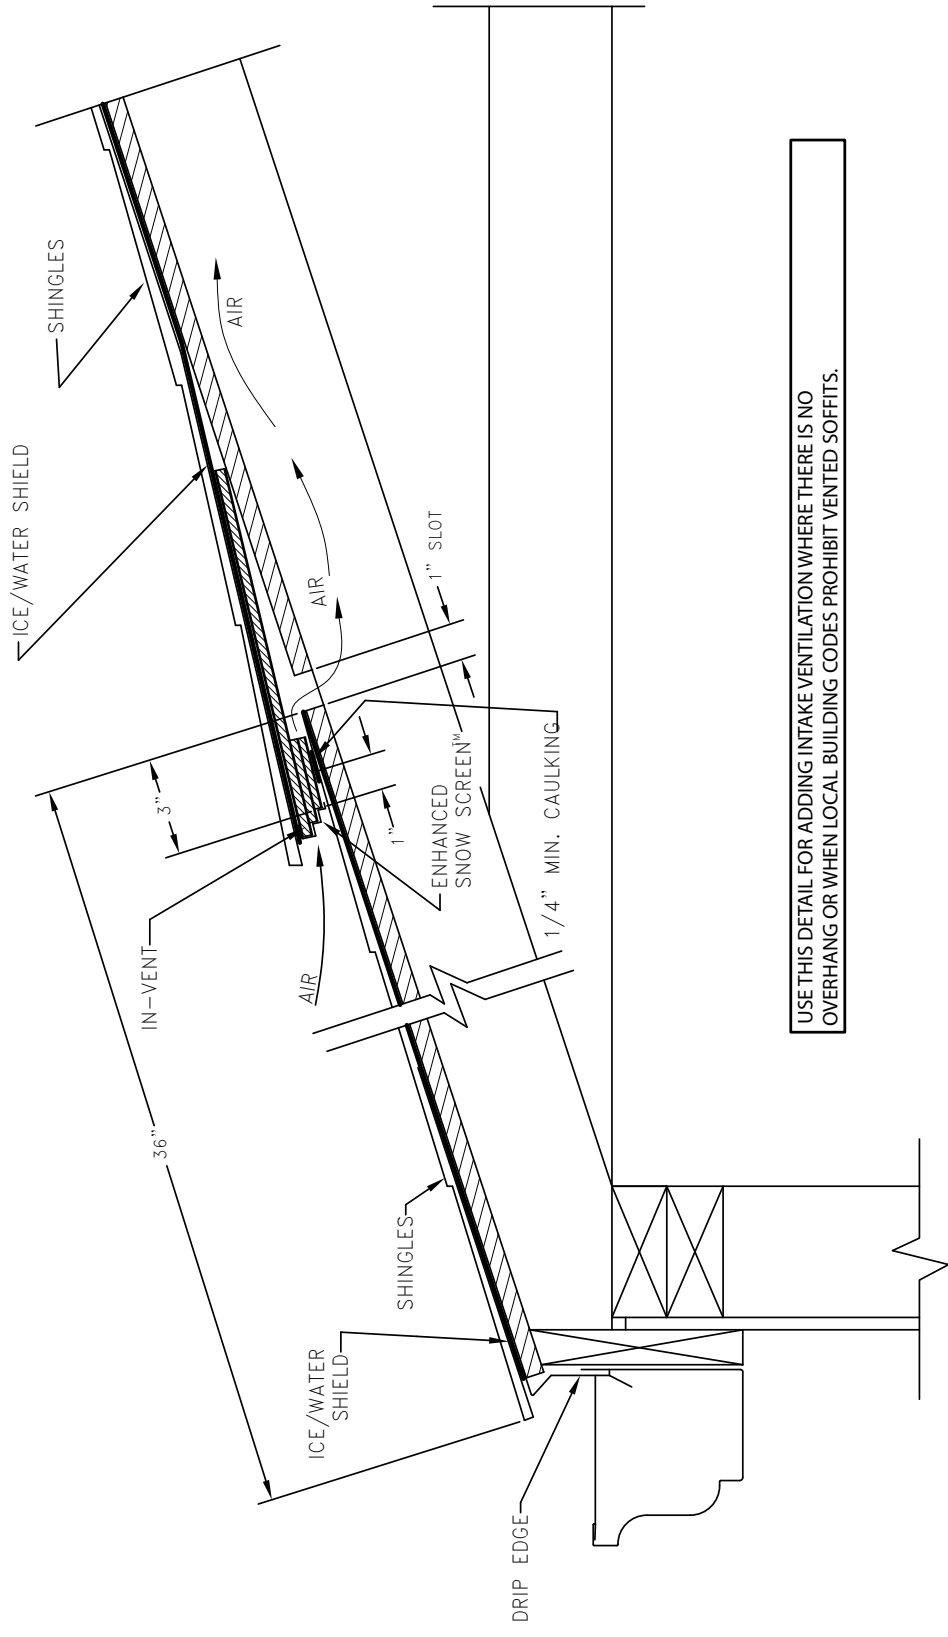 ICE/WATER SHIELD
SHINGLES
AIR
AIR
1" SLOT
3"
36"
IN-VENT
AIR
1"
ENHANCED
SNOW SCREEN™
1/4" MIN. CAULKING
SHINGLES
ICE/WATER
SHIELD
DRIP EDGE
USE THIS DETAIL FOR ADDING INTAKE VENTILATION WHERE THERE IS NO
OVERHANG OR WHEN LOCAL BUILDING CODES PROHIBIT VENTED SOFFITS.